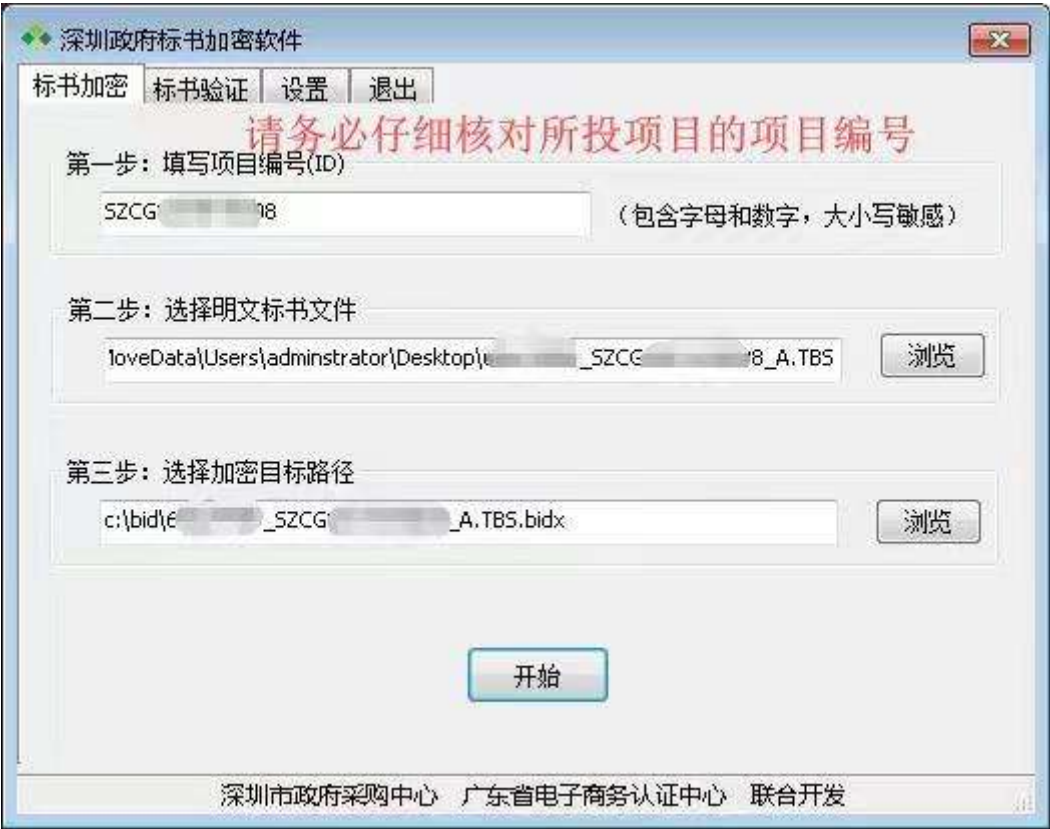 深圳政府标书加密软件
标书加密 标书验证 设置 退出
请务必仔细核对所投项目的项目编号
第一步：填写项目编号(ID)
SZCG 08 （包含字母和数字，大小写敏感）
第二步：选择明文标书文件
loveData\Users\adminstrator\Desktop\ _SZCG 8_A.TBS 浏览
第三步：选择加密目标路径
c:\bid\6 _SZCG _A.TBS.bidx 浏览
开始
深圳市政府采购中心 广东省电子商务认证中心 联合开发